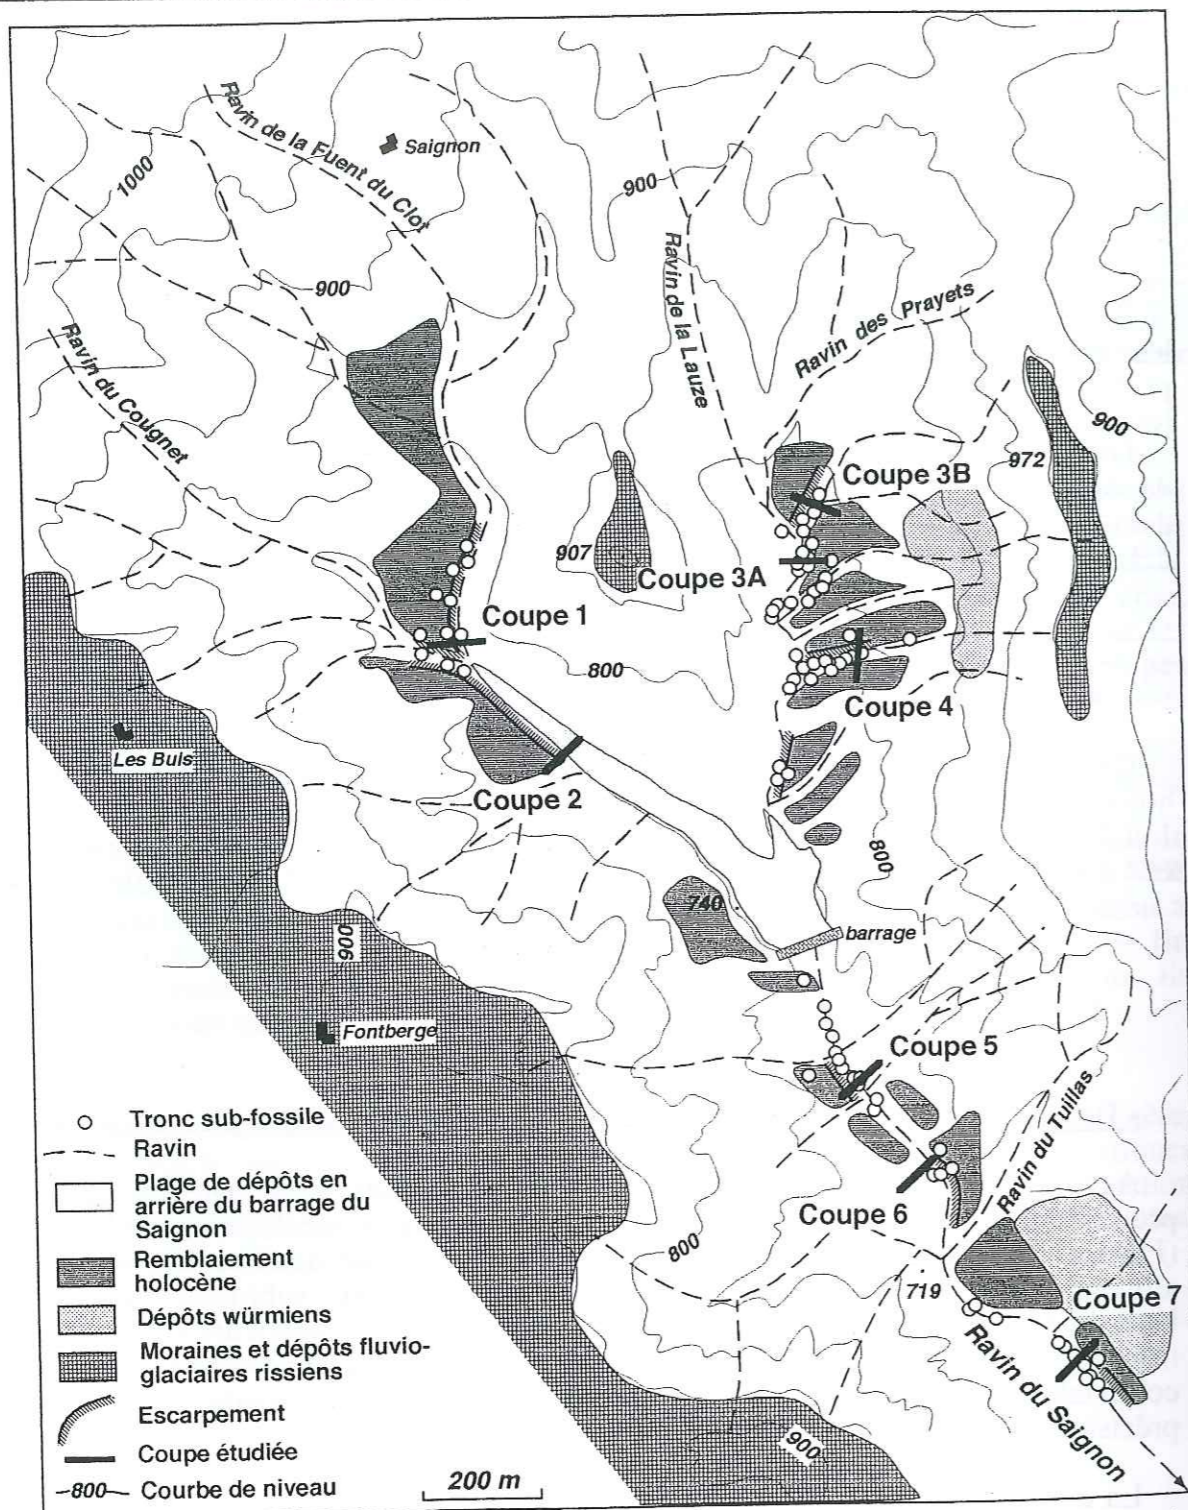 Ravin de la Fuent du Clot
Saignon
1000
900
900
Ravin de la Lauze
Ravin des Prayets
Ravin du Cougnet
900
972
Coupe 3B
907
Coupe 3A
Coupe 1
800
Coupe 4
Les Buls
Coupe 2
800
740
900
barrage
Fontberge
Coupe 5
Ravin du Tuillas
Coupe 6
800
719
Coupe 7
Ravin du Saignon
900
Tronc sub-fossile
Ravin
Plage de dépôts en
arrière du barrage du
Saignon
Remblaiement
holocène
Dépôts würmiens
Moraines et dépôts fluvio-
glaciaires rissiens
Escarpement
Coupe étudiée
-800- Courbe de niveau
200 m